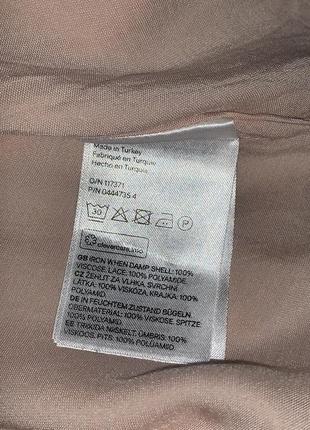 Made in Turkey
Fabriqué en Turquie
Hecho en Turquía
O/N 117371
P/N 0444735 4
30 P
clevercare.info
GB IRON WHEN DAMP SHELL: 100%
VISCOSE. LACE: 100% POLYAMIDE.
CZ ŽEHLIT ZA VLHKA. SVRCHNÍ
LÁTKA: 100% VISKÓZA. KRAJKA: 100%
POLYAMID.
DE IN FEUCHTEM ZUSTAND BÜGELN
OBERMATERIAL: 100% VISKOSE. SPITZE:
100% POLYAMID.
EE TRIIKIDA NIISKELT. ÜMBRIS: 100%
VISKOOS. PITS: 100% POLÜAMIID.